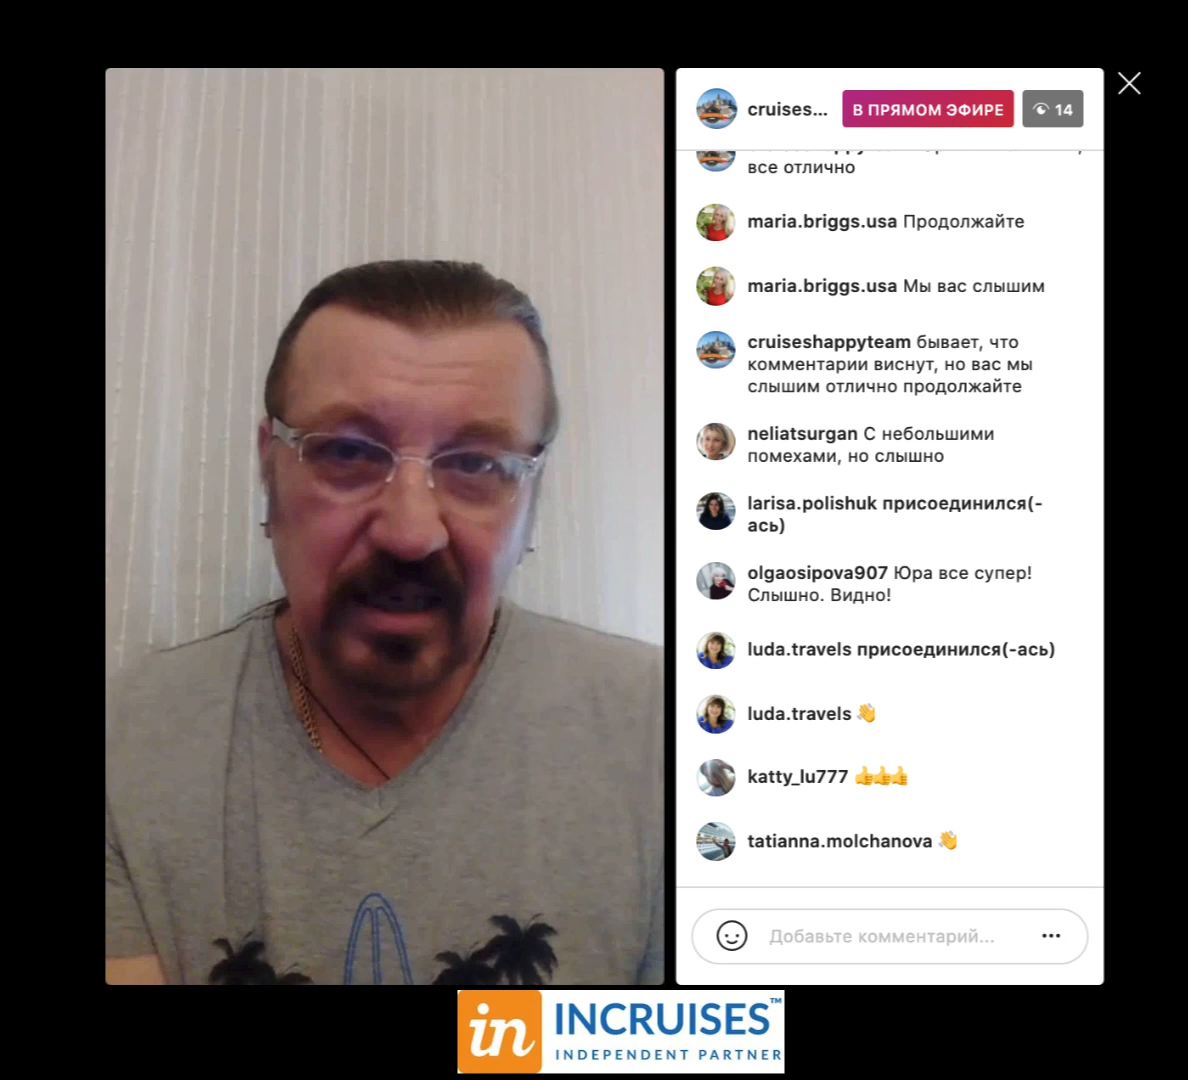 cruises...
В ПРЯМОМ ЭФИРЕ
14
все отлично
maria.briggs.usa Продолжайте
maria.briggs.usa Мы вас слышим
cruiseshappyteam бывает, что
комментарии виснут, но вас мы
слышим отлично продолжайте
neliatsurgan С небольшими
помехами, но слышно
larisa.polishuk присоединился(-
ась)
olgaosipova907 Юра все супер!
Слышно. Видно!
luda.travels присоединился(-ась)
luda.travels 👋
katty_lu777 👍👍👍
tatianna.molchanova 👋
Добавьте комментарий...
in
INCRUISES™
INDEPENDENT PARTNER